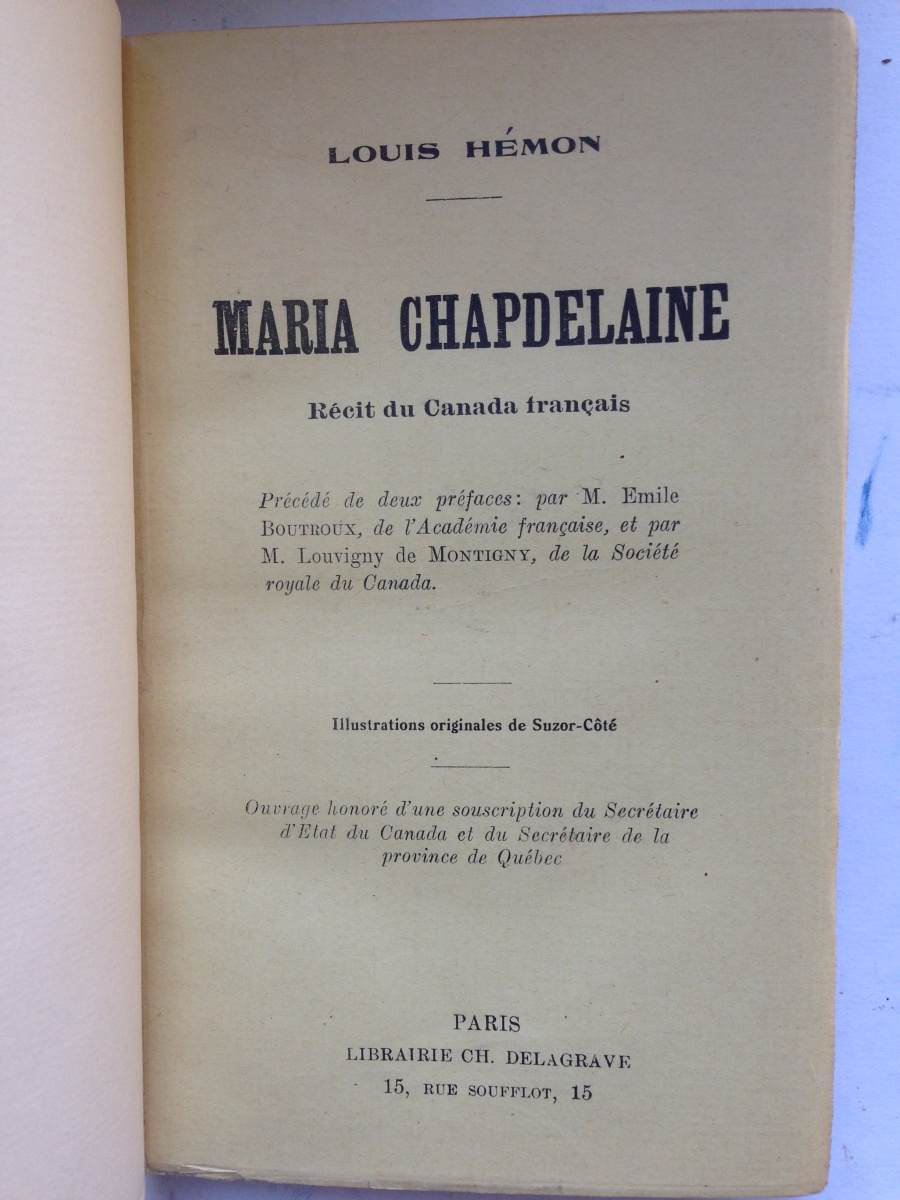 LOUIS HÉMON
MARIA CHAPDELAINE
Récit du Canada français
Précédé de deux préfaces: par M. Emile
BOUTROUX, de l'Académie française, et par
M. Louvigny de MONTIGNY, de la Société
royale du Canada.
Illustrations originales de Suzor-Côté
Ouvrage honoré d'une souscription du Secrétaire
d'Etat du Canada et du Secrétaire de la
province de Québec
PARIS
LIBRAIRIE CH. DELAGRAVE
15, RUE SOUFFLOT, 15